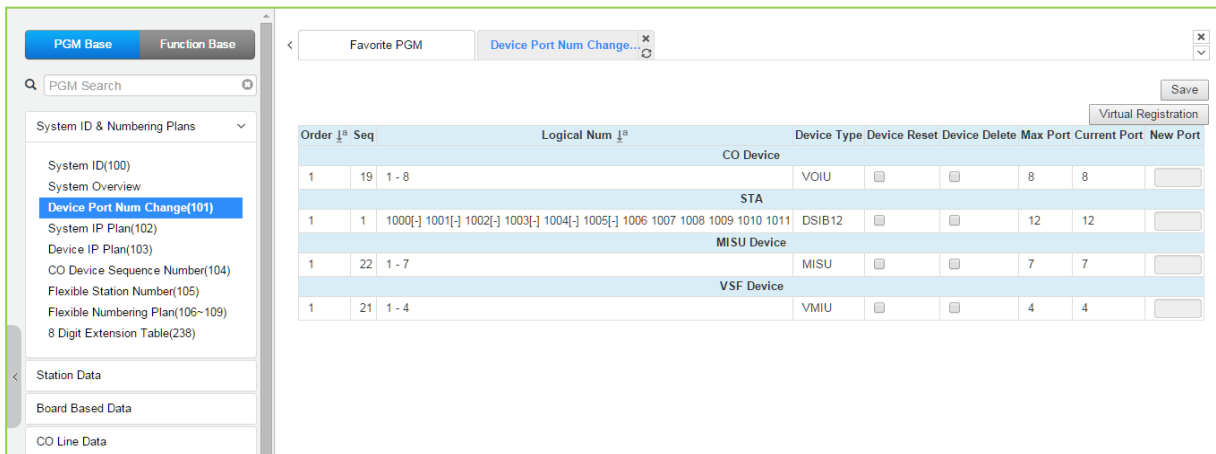 PGM Base Function Base
PGM Search
System ID & Numbering Plans
System ID(100)
System Overview
Device Port Num Change(101)
System IP Plan(102)
Device IP Plan(103)
CO Device Sequence Number(104)
Flexible Station Number(105)
Flexible Numbering Plan(106~109)
8 Digit Extension Table(238)
Station Data
Board Based Data
CO Line Data
Favorite PGM Device Port Num Change...
Save
Virtual Registration
Order Seq Logical Num Device Type Device Reset Device Delete Max Port Current Port New Port
CO Device
1 19 1 - 8 VOIU 8 8
STA
1 1 1000[-] 1001[-] 1002[-] 1003[-] 1004[-] 1005[-] 1006 1007 1008 1009 1010 1011 DSIB12 12 12
MISU Device
1 22 1 - 7 MISU 7 7
VSF Device
1 21 1 - 4 VMIU 4 4